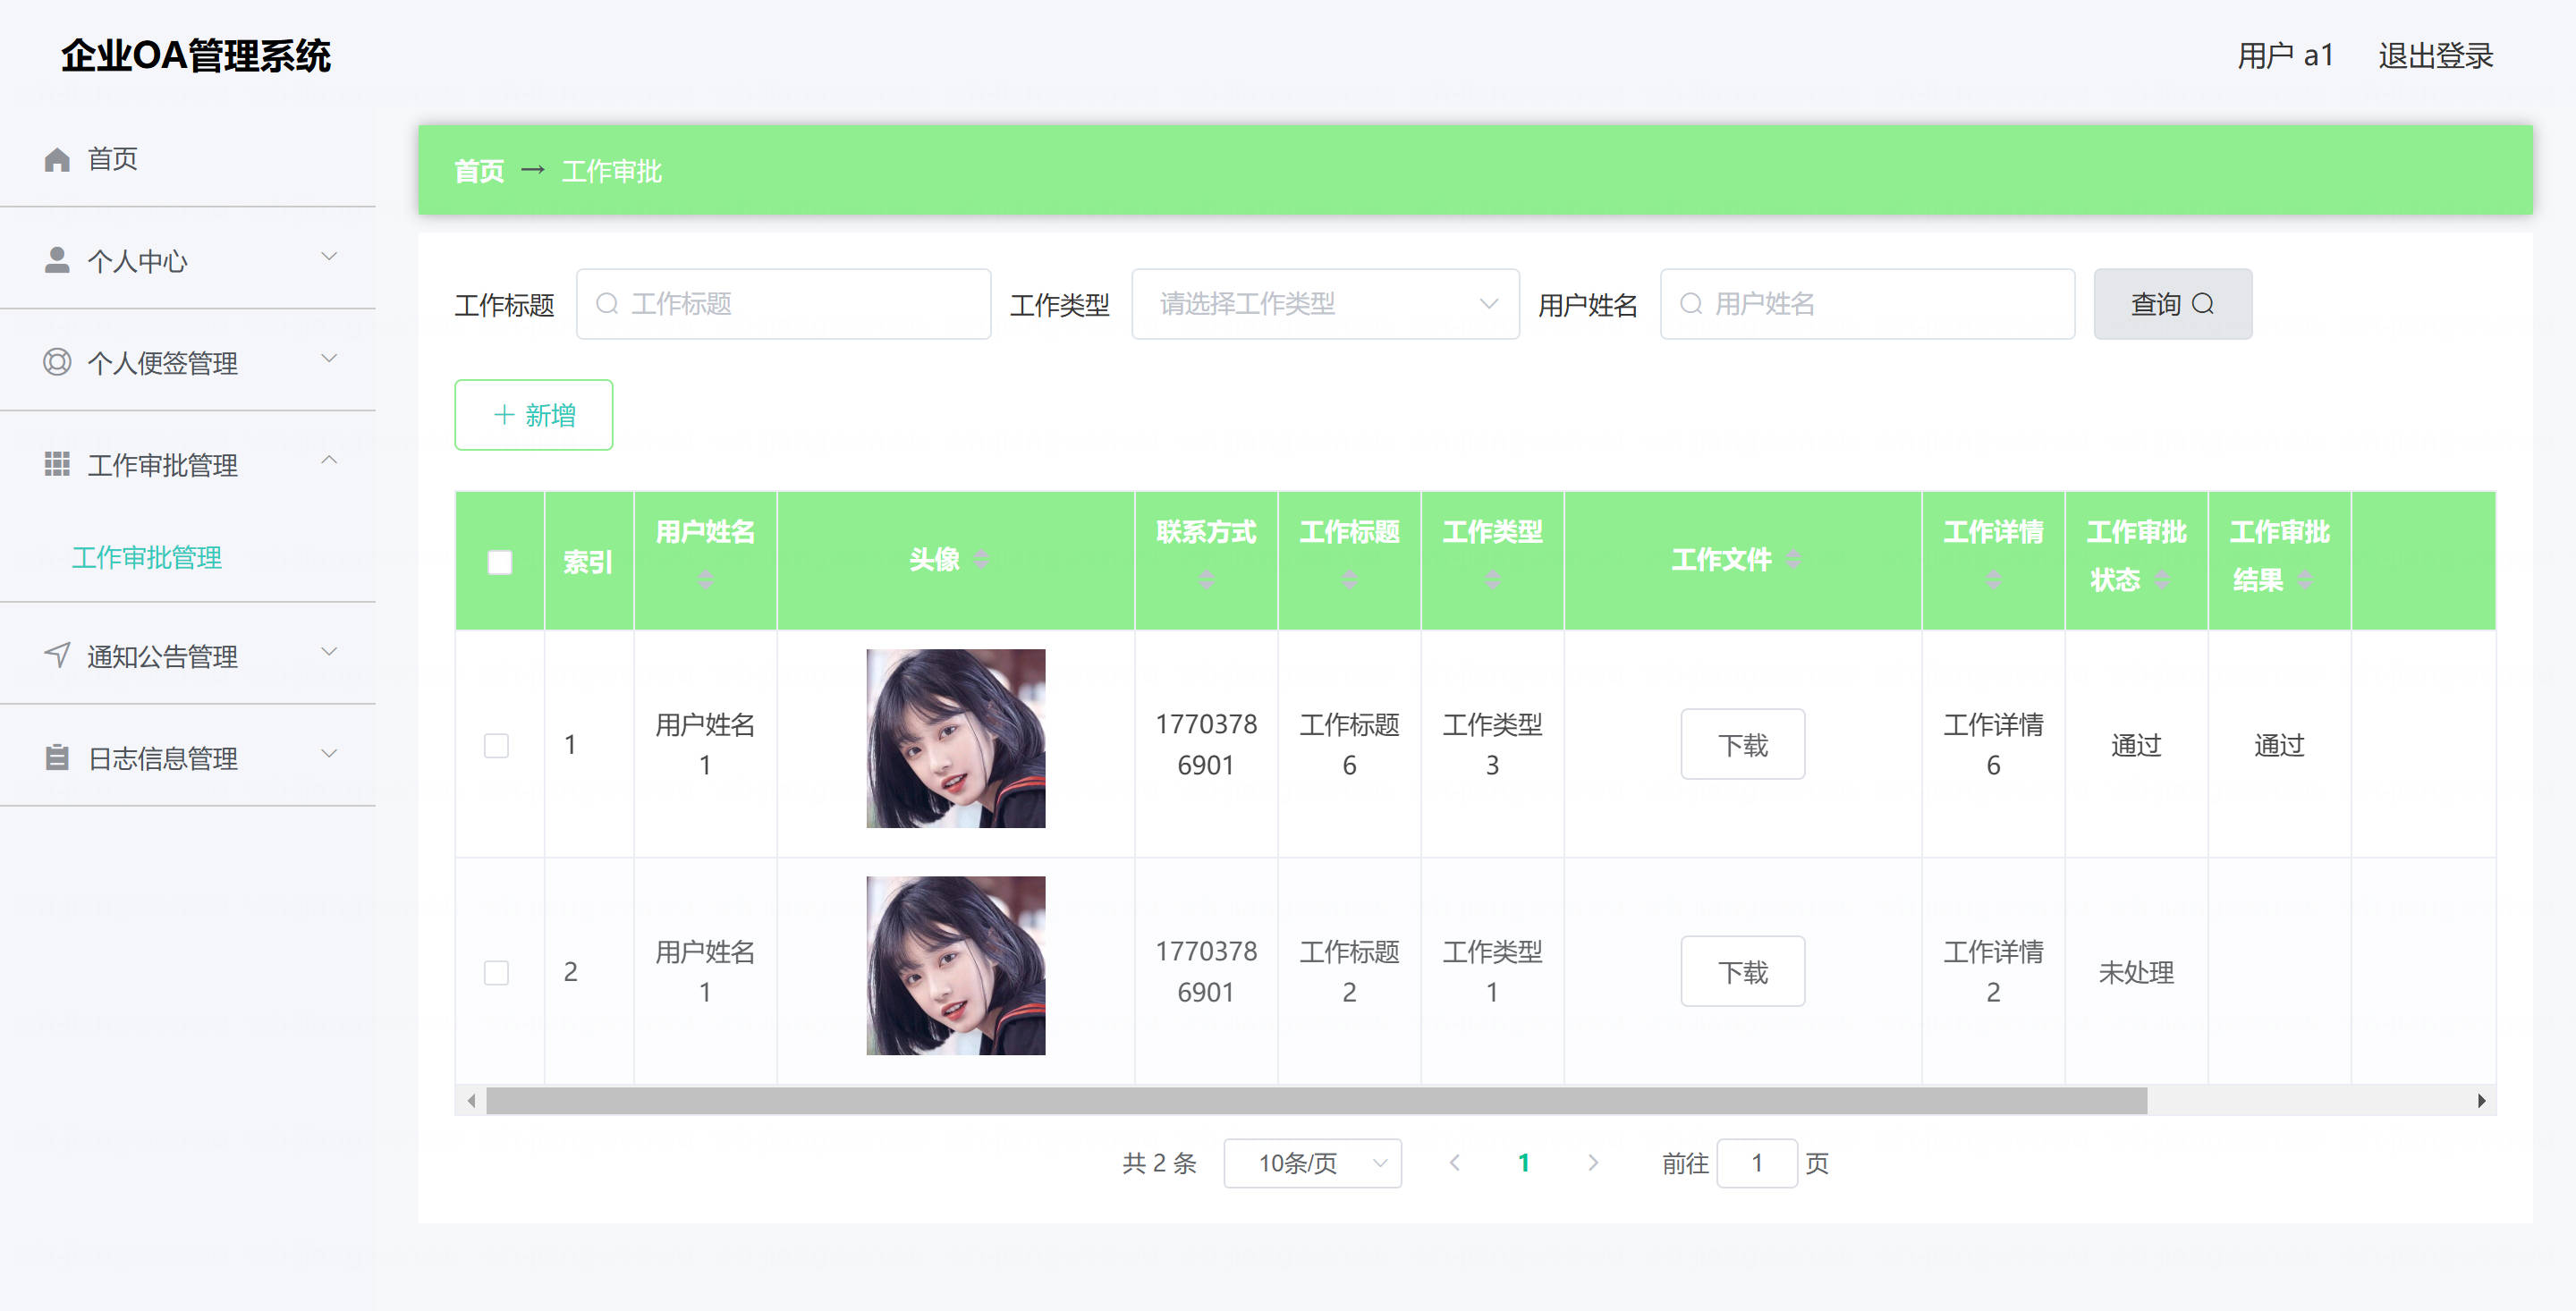 企业OA管理系统
用户 a1 退出登录
首页
个人中心
个人便签管理
工作审批管理
工作审批管理
通知公告管理
日志信息管理
首页 → 工作审批
工作标题 工作标题 工作类型 请选择工作类型 用户姓名 用户姓名 查询
+ 新增
索引 用户姓名 头像 联系方式 工作标题 工作类型 工作文件 工作详情 工作审批状态 工作审批结果
1 用户姓名1 17703786901 工作标题6 工作类型3 下载 工作详情6 通过 通过
2 用户姓名1 17703786901 工作标题2 工作类型1 下载 工作详情2 未处理
共 2 条 10条/页 1 前往 1 页